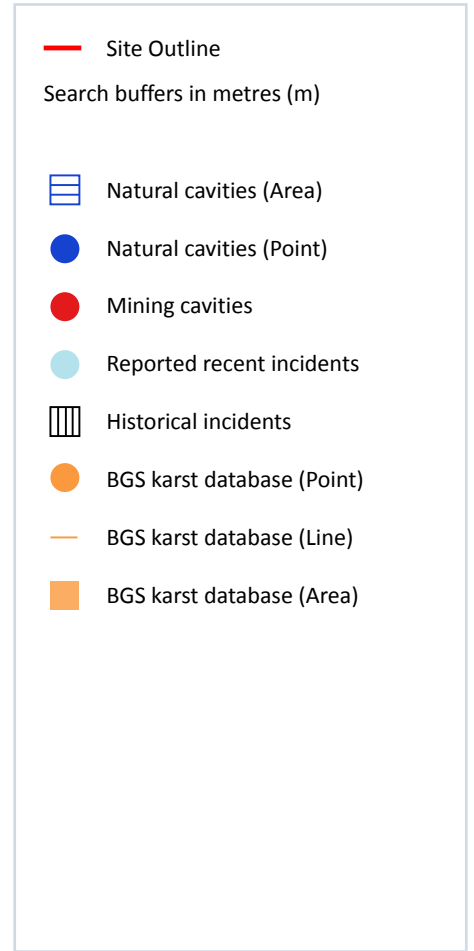 Site Outline
Search buffers in metres (m)
Natural cavities (Area)
Natural cavities (Point)
Mining cavities
Reported recent incidents
Historical incidents
BGS karst database (Point)
BGS karst database (Line)
BGS karst database (Area)